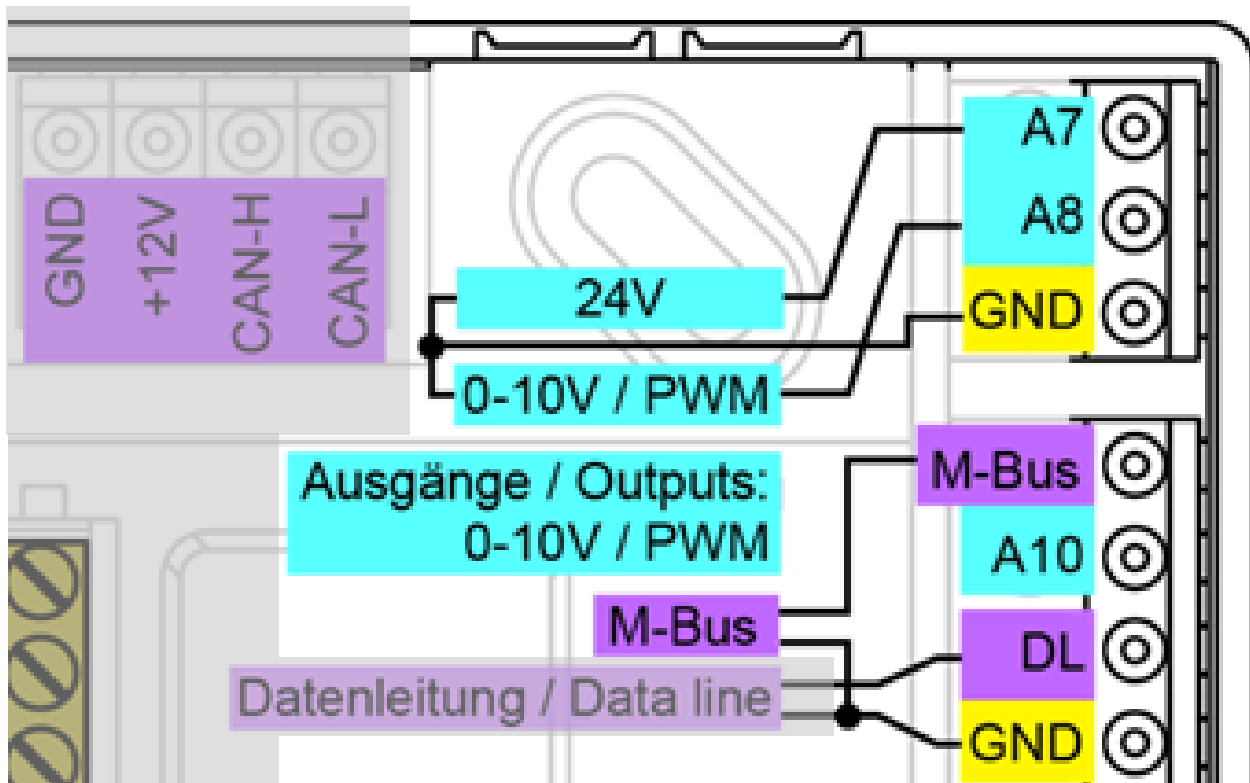 GND
+12V
CAN-H
CAN-L
A7
A8
24V
GND
0-10V / PWM
Ausgänge / Outputs:
0-10V / PWM
M-Bus
A10
M-Bus
DL
Datenleitung / Data line
GND